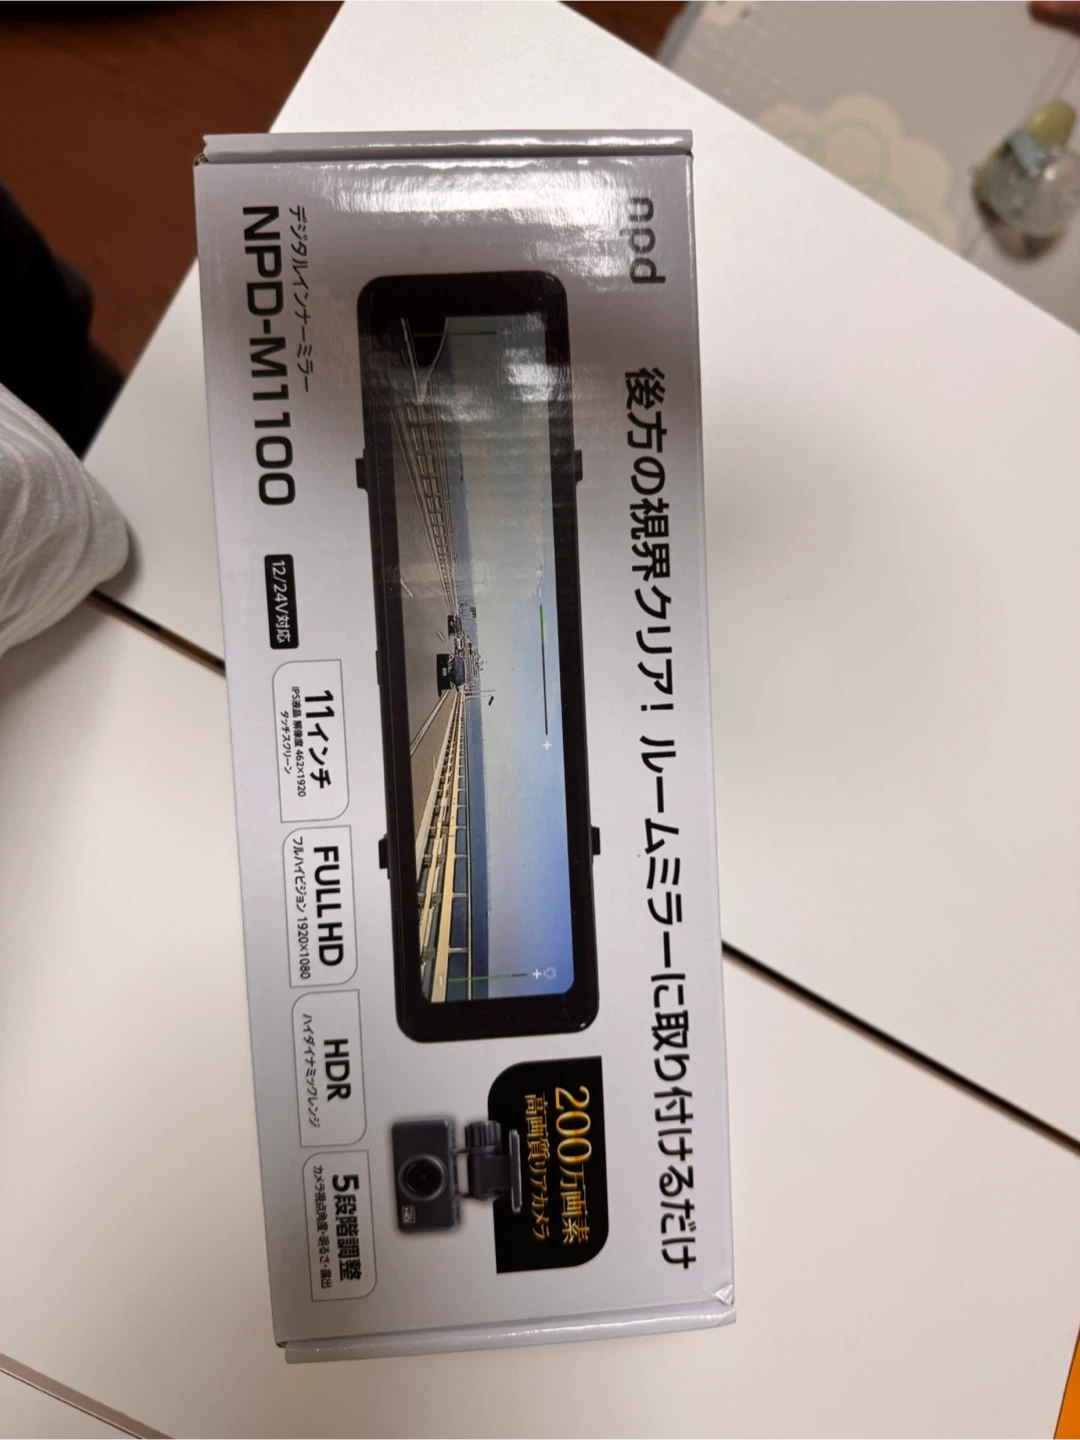 npd
後方の視界クリア！ルームミラーに取り付けるだけ
200万画素
高画質リアカメラ
デジタルインナーミラー
NPD-M1100
12/24V対応
11インチ
IPS液晶 解像度 462×1920
タッチスクリーン
FULL HD
フルハイビジョン 1920×1080
HDR
ハイダイナミックレンジ
5段階調整
カメラ視点角度・明るさ・露出